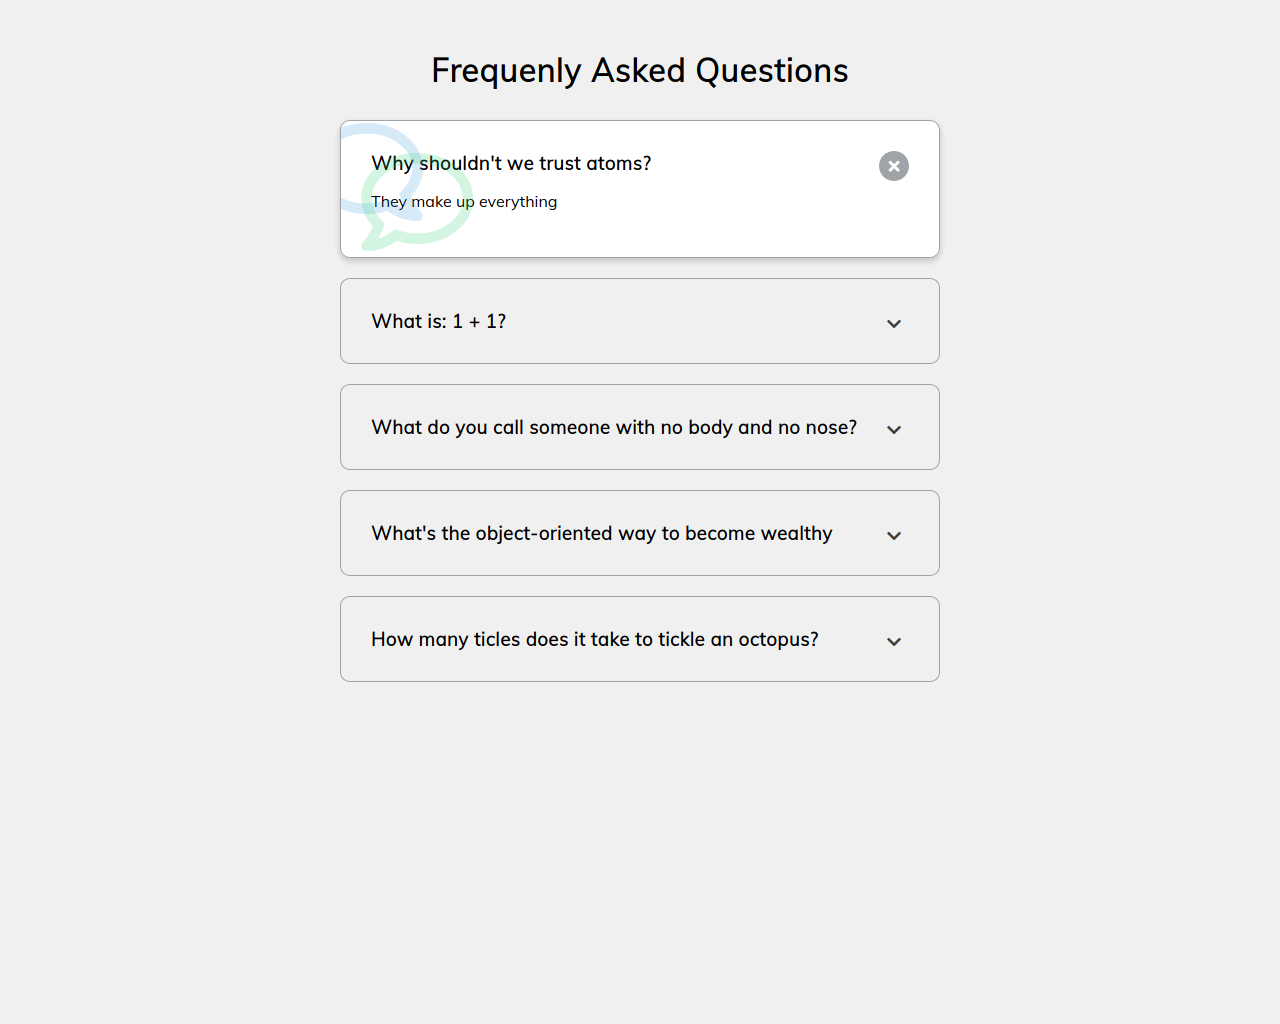 Frequenly Asked Questions
Why shouldn't we trust atoms?
They make up everything
What is: 1 + 1?
What do you call someone with no body and no nose?
What's the object-oriented way to become wealthy
How many ticles does it take to tickle an octopus?